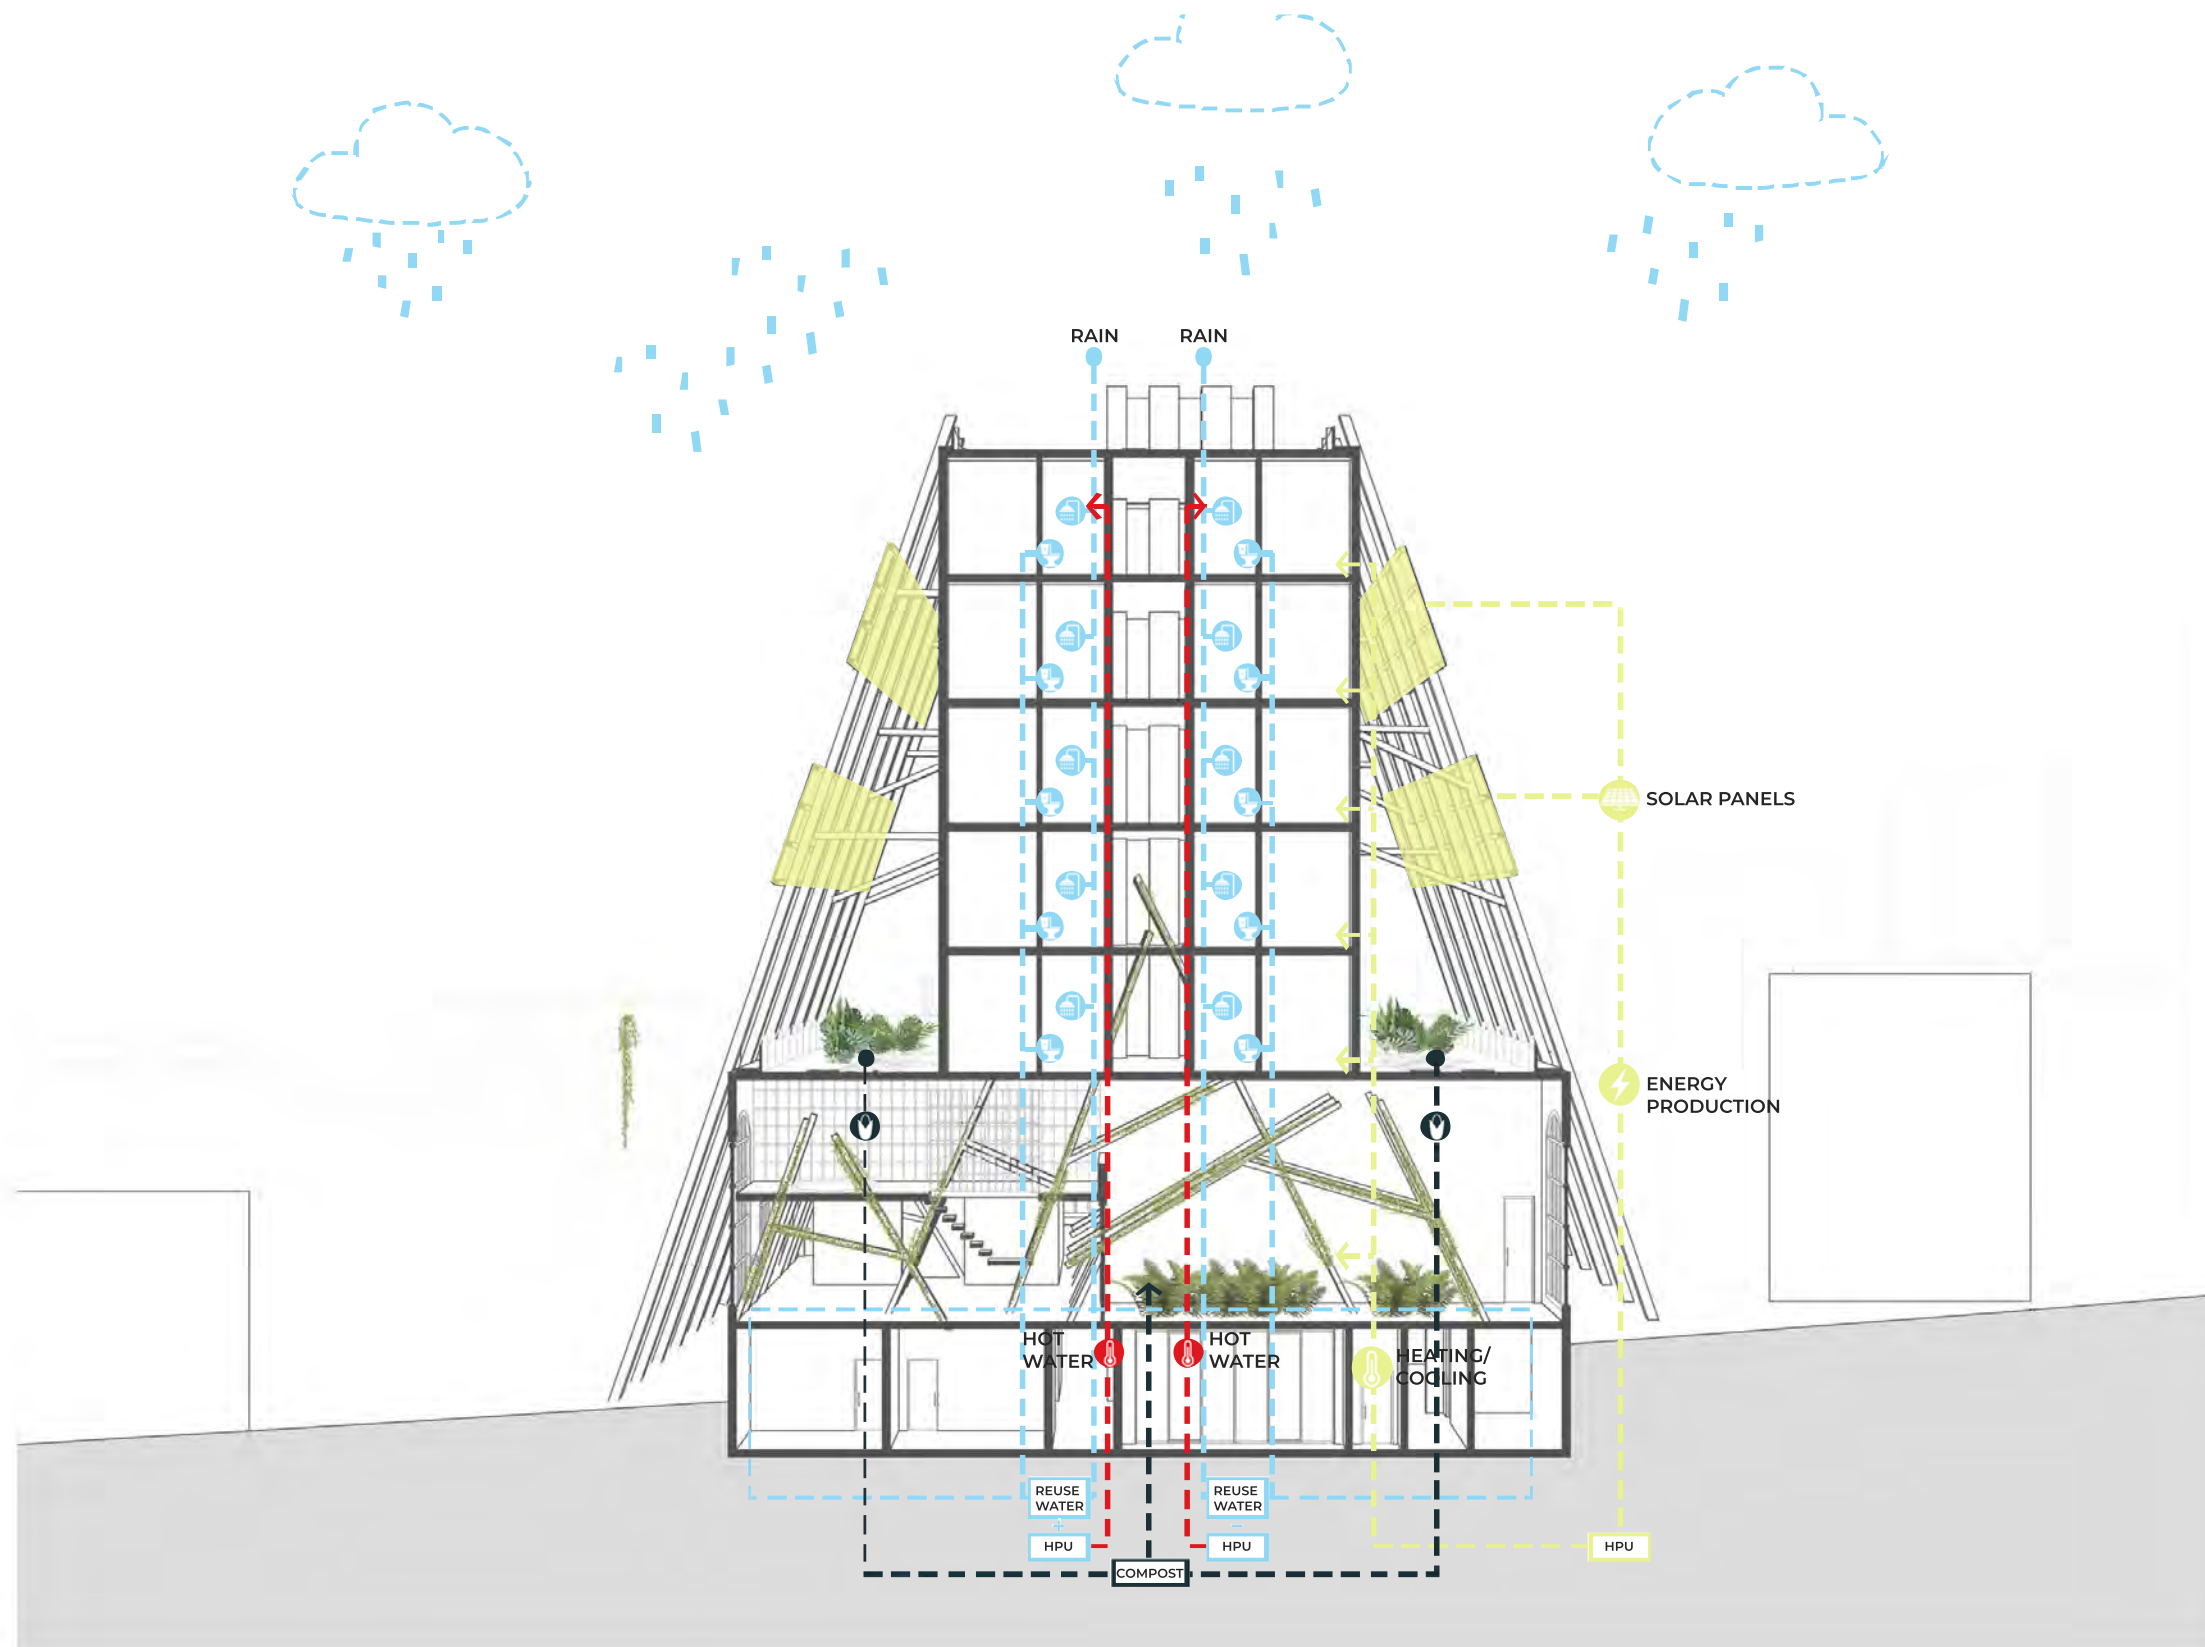 RAIN
RAIN
SOLAR PANELS
ENERGY
PRODUCTION
HOT
WATER
HOT
WATER
HEATING/
COOLING
REUSE
WATER
+
HPU
REUSE
WATER
–
HPU
HPU
COMPOST